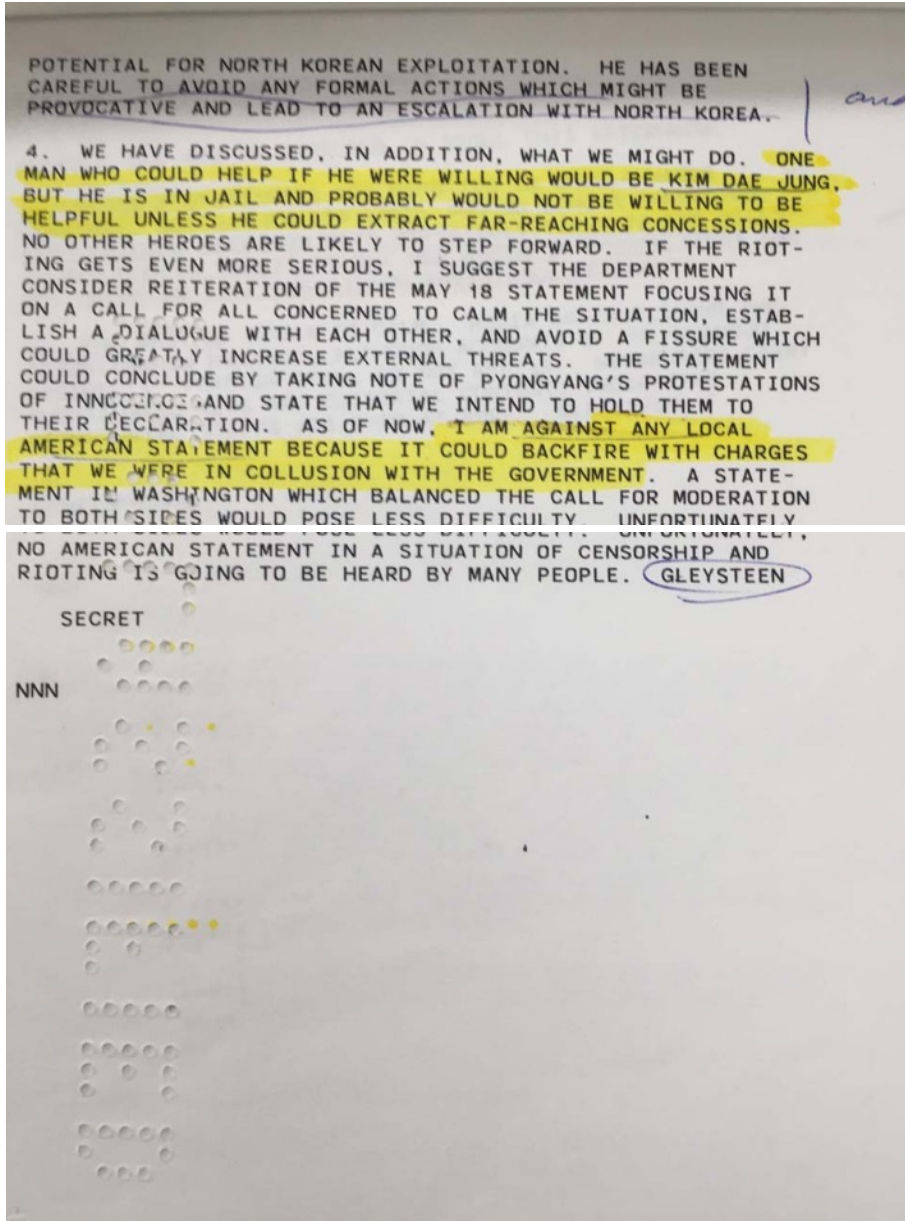 POTENTIAL FOR NORTH KOREAN EXPLOITATION. HE HAS BEEN
CAREFUL TO AVOID ANY FORMAL ACTIONS WHICH MIGHT BE
PROVOCATIVE AND LEAD TO AN ESCALATION WITH NORTH KOREA.
4. WE HAVE DISCUSSED, IN ADDITION, WHAT WE MIGHT DO. ONE
MAN WHO COULD HELP IF HE WERE WILLING WOULD BE KIM DAE JUNG,
BUT HE IS IN JAIL AND PROBABLY WOULD NOT BE WILLING TO BE
HELPFUL UNLESS HE COULD EXTRACT FAR-REACHING CONCESSIONS.
NO OTHER HEROES ARE LIKELY TO STEP FORWARD. IF THE RIOT-
ING GETS EVEN MORE SERIOUS, I SUGGEST THE DEPARTMENT
CONSIDER REITERATION OF THE MAY 18 STATEMENT FOCUSING IT
ON A CALL FOR ALL CONCERNED TO CALM THE SITUATION, ESTAB-
LISH A DIALOGUE WITH EACH OTHER, AND AVOID A FISSURE WHICH
COULD GREATLY INCREASE EXTERNAL THREATS. THE STATEMENT
COULD CONCLUDE BY TAKING NOTE OF PYONGYANG'S PROTESTATIONS
OF INNOCENCE AND STATE THAT WE INTEND TO HOLD THEM TO
THEIR DECLARATION. AS OF NOW, I AM AGAINST ANY LOCAL
AMERICAN STATEMENT BECAUSE IT COULD BACKFIRE WITH CHARGES
THAT WE WERE IN COLLUSION WITH THE GOVERNMENT. A STATE-
MENT IN WASHINGTON WHICH BALANCED THE CALL FOR MODERATION
TO BOTH SIDES WOULD POSE LESS DIFFICULTY. UNFORTUNATELY,
NO AMERICAN STATEMENT IN A SITUATION OF CENSORSHIP AND
RIOTING IS GOING TO BE HEARD BY MANY PEOPLE. GLEYSTEEN
SECRET
NNN